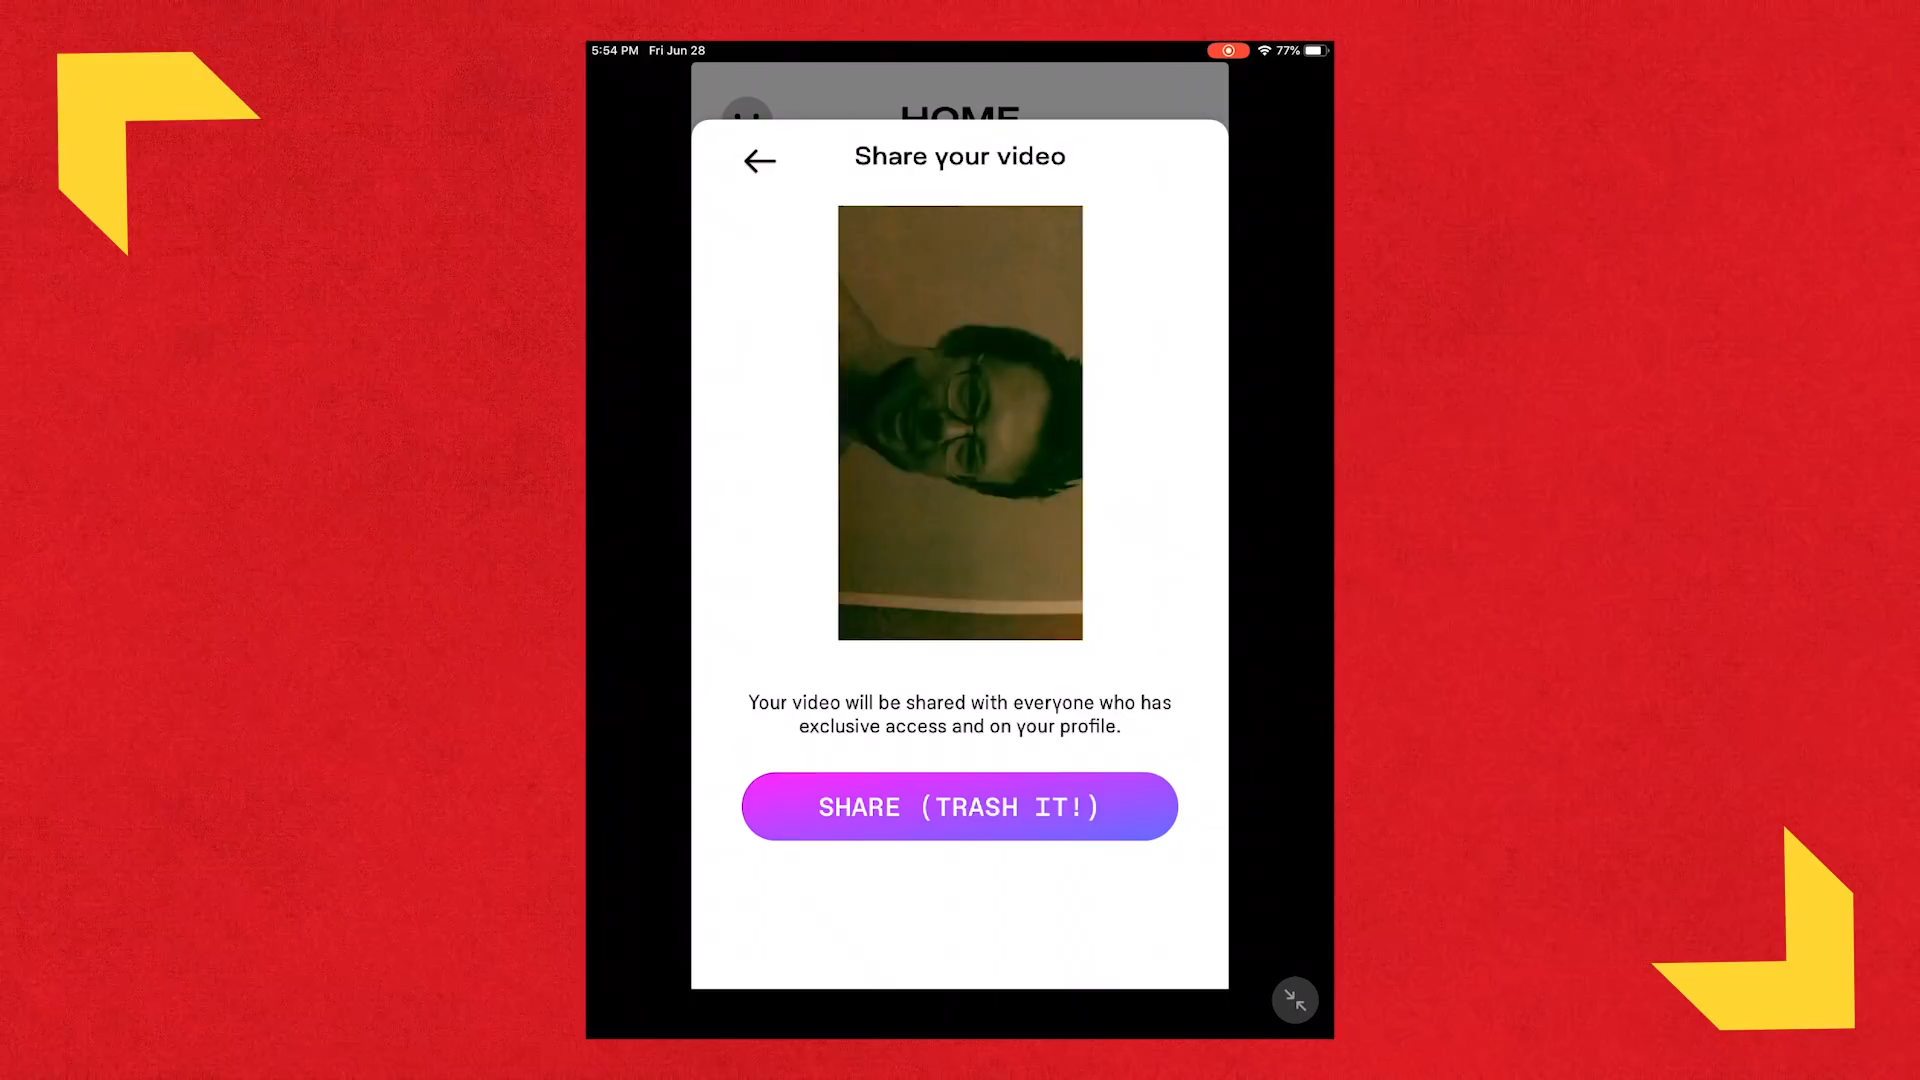 5:54 PM Fri Jun 28
77%
HOME
Share your video
Your video will be shared with everyone who has
exclusive access and on your profile.
SHARE (TRASH IT!)